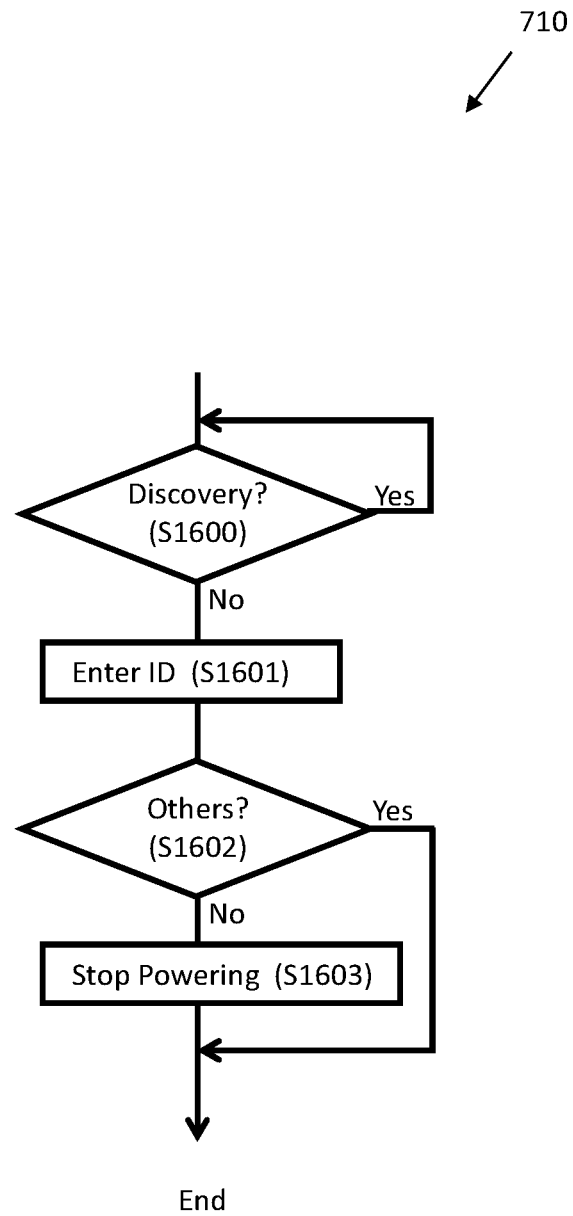 710
Discovery?
(S1600)
Yes
No
Enter ID (S1601)
Others?
(S1602)
Yes
No
Stop Powering (S1603)
End